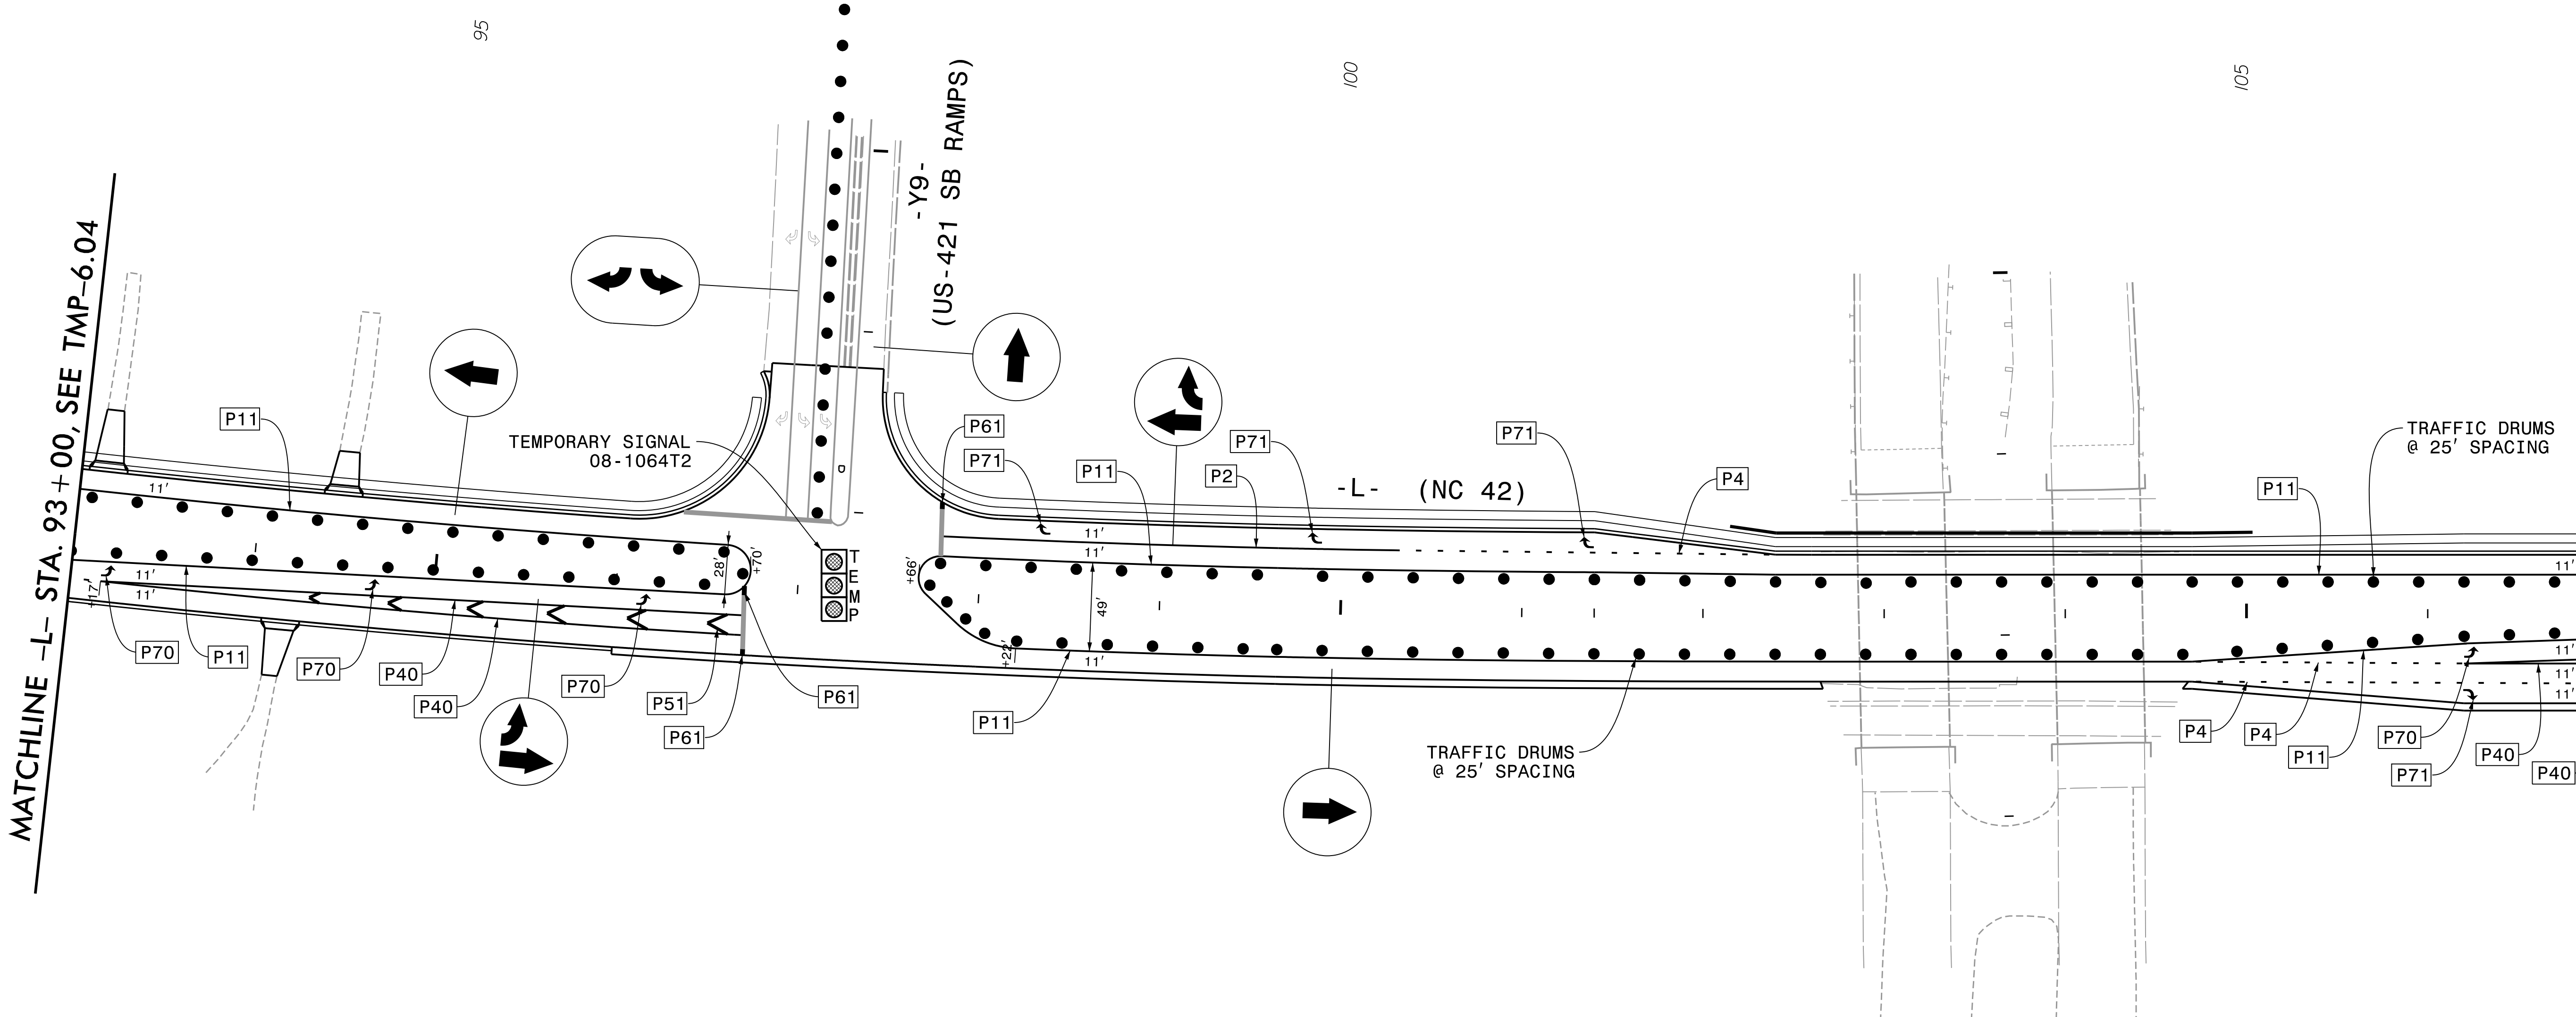 95
100
105
MATCHLINE -L- STA. 93+00, SEE TMP-6.04
-Y9-
(US-421 SB RAMPS)
P11
TEMPORARY SIGNAL
08-1064T2
P61
P71
P11
P71
P2
P71
P4
-L- (NC 42)
P11
TRAFFIC DRUMS
@ 25' SPACING
11'
11'
11'
28'
+70'
TEMP
+66'
11'
11'
49'
+22'
11'
+17'
11'
11'
11'
11'
P70
P11
P70
P40
P40
P70
P51
P61
P61
P11
TRAFFIC DRUMS
@ 25' SPACING
P4
P4
P11
P70
P71
P40
P40